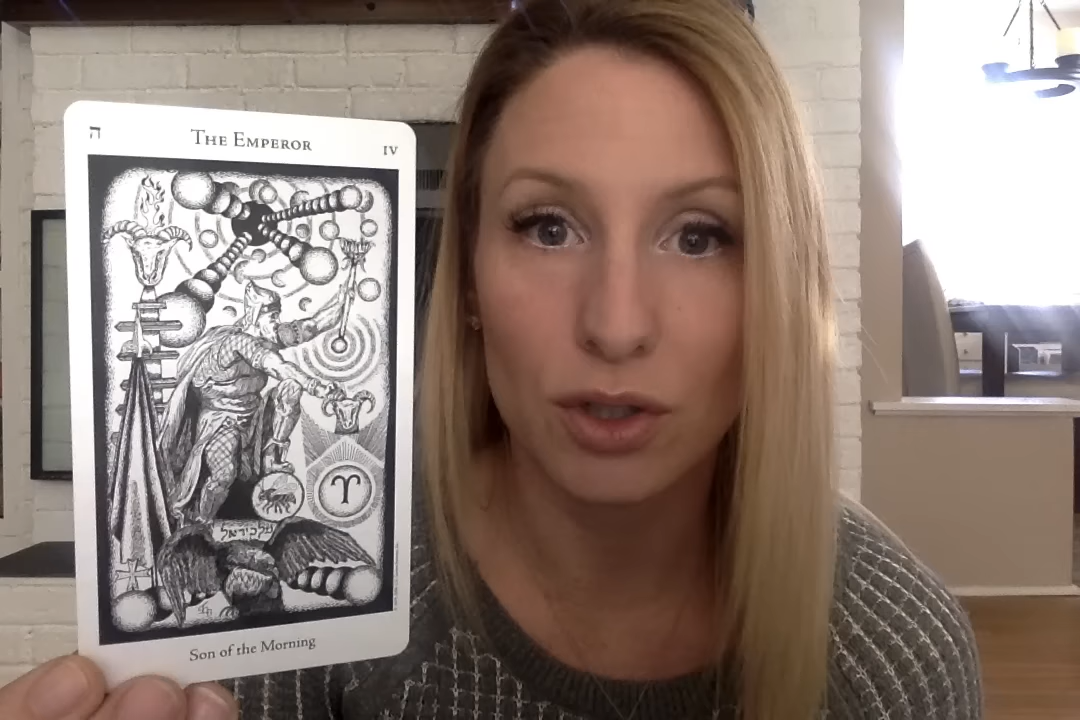 ה
THE EMPEROR
IV
Son of the Morning